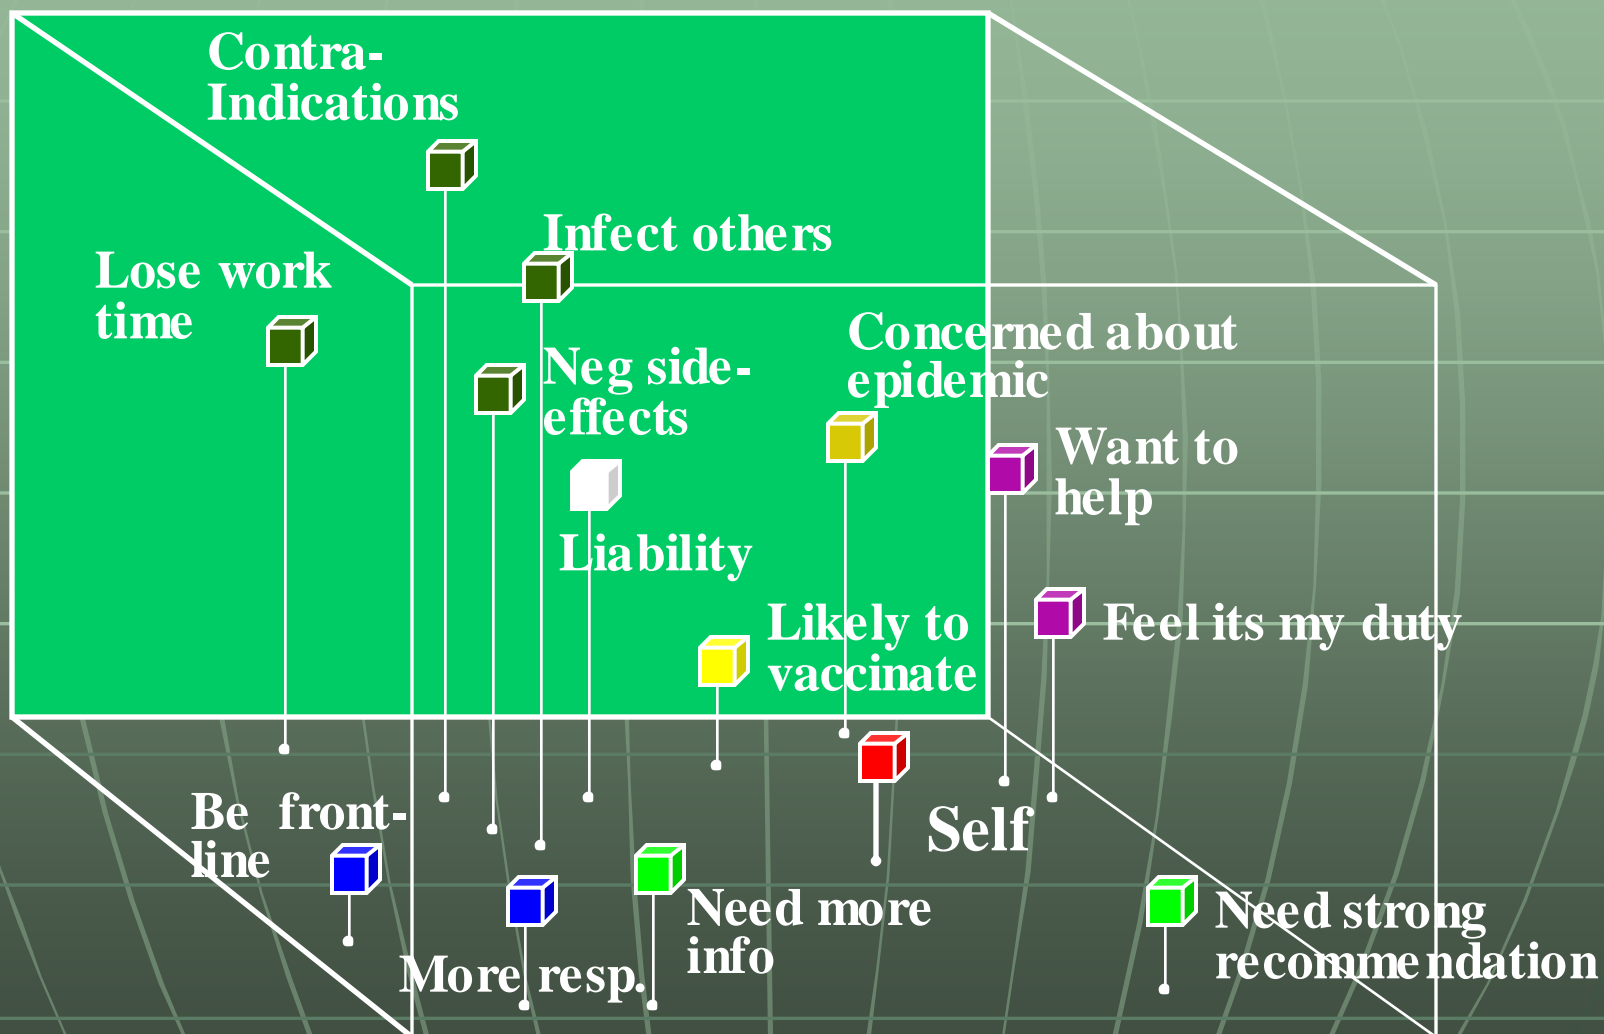 Contra-
Indications
Infect others
Lose work
time
Concerned about
epidemic
Neg side-
effects
Want to
help
Liability
Likely to
vaccinate
Feel its my duty
Be front-
line
Self
Need more
info
Need strong
recommendation
More resp.